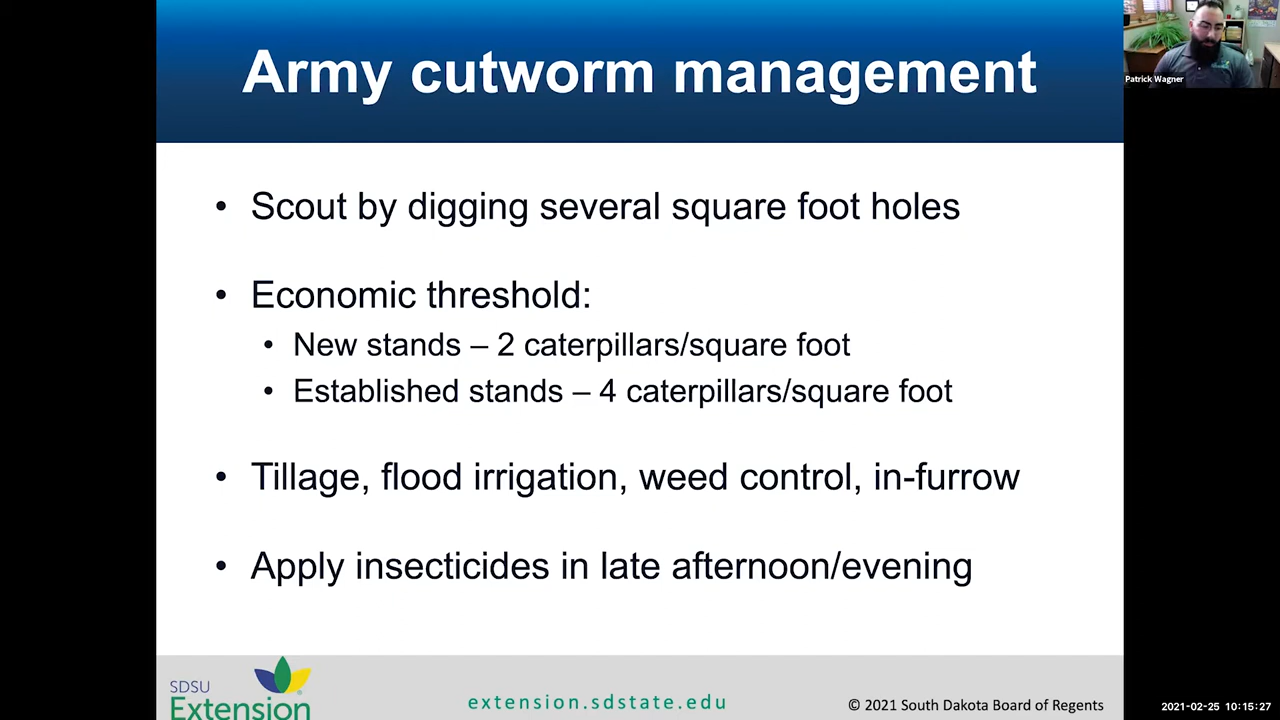 Army cutworm management
Patrick Wagner
• Scout by digging several square foot holes
• Economic threshold:
• New stands – 2 caterpillars/square foot
• Established stands – 4 caterpillars/square foot
• Tillage, flood irrigation, weed control, in-furrow
• Apply insecticides in late afternoon/evening
SDSU
Extension
extension.sdstate.edu
© 2021 South Dakota Board of Regents
2021-02-25 10:15:27